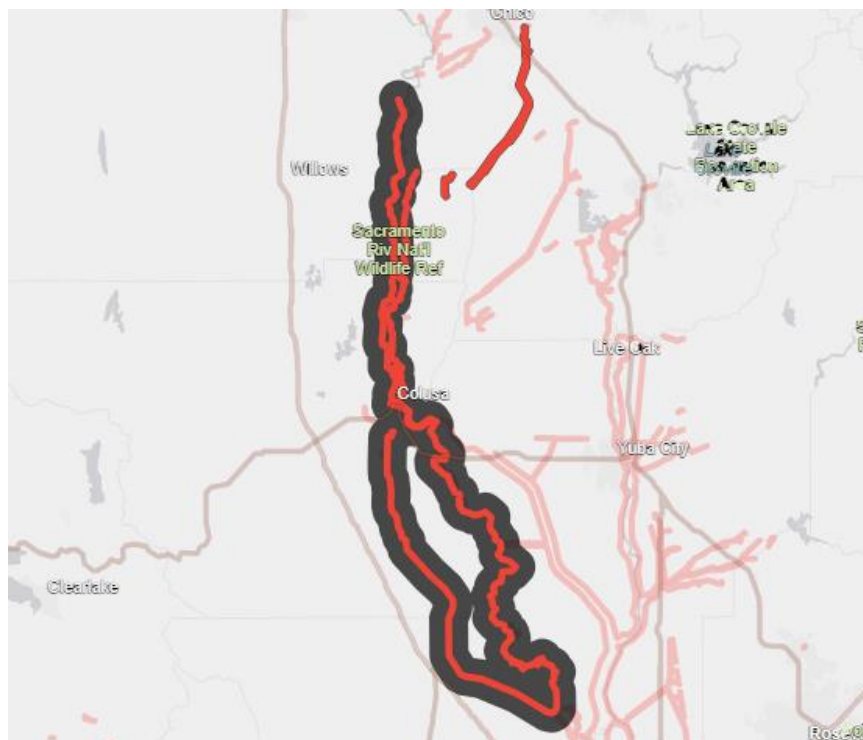 Chico
Willows
Sacramento
Riv Nat'l
Wildlife Ref
Live Oak
Colusa
Yuba City
Clearlake